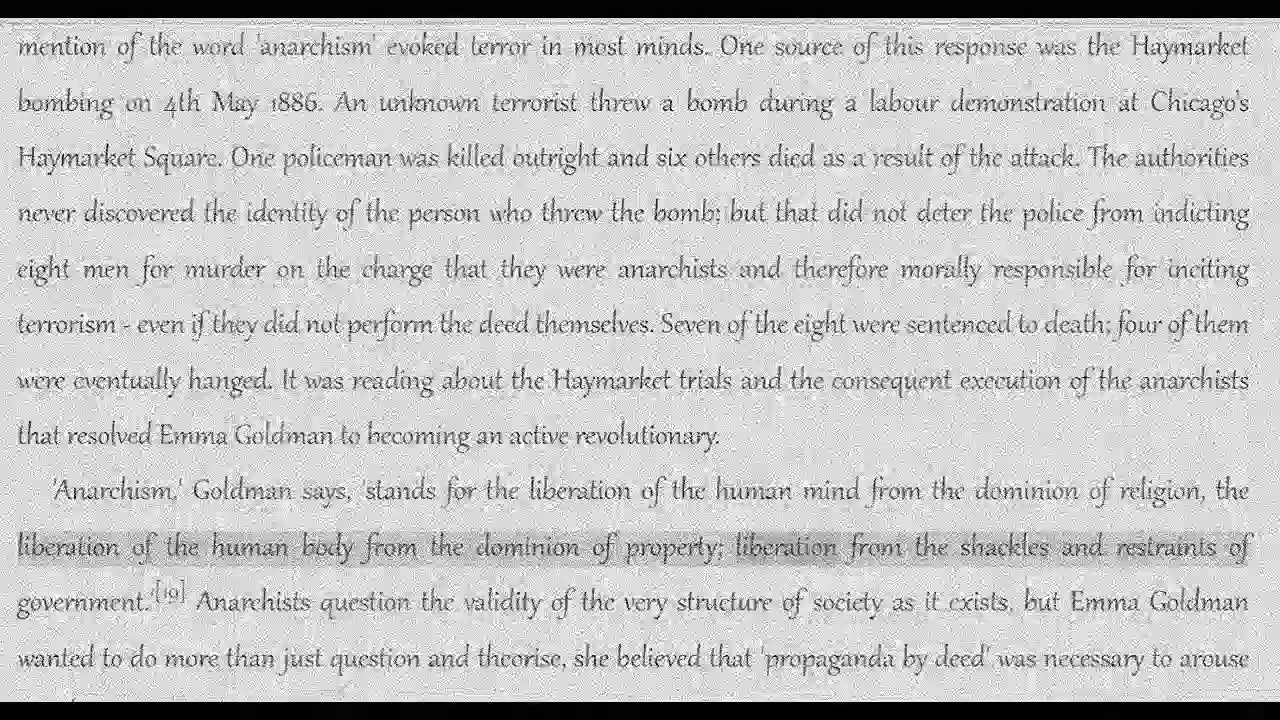 mention of the word 'anarchism' evoked terror in most minds. One source of this response was the Haymarket
bombing on 4th May 1886. An unknown terrorist threw a bomb during a labour demonstration at Chicago's
Haymarket Square. One policeman was killed outright and six others died as a result of the attack. The authorities
never discovered the identity of the person who threw the bomb; but that did not deter the police from indicting
eight men for murder on the charge that they were anarchists and therefore morally responsible for inciting
terrorism - even if they did not perform the deed themselves. Seven of the eight were sentenced to death; four of them
were eventually hanged. It was reading about the Haymarket trials and the consequent execution of the anarchists
that resolved Emma Goldman to becoming an active revolutionary.
'Anarchism,' Goldman says, 'stands for the liberation of the human mind from the dominion of religion, the
liberation of the human body from the dominion of property; liberation from the shackles and restraints of
government.'[19] Anarchists question the validity of the very structure of society as it exists, but Emma Goldman
wanted to do more than just question and theorise, she believed that 'propaganda by deed' was necessary to arouse